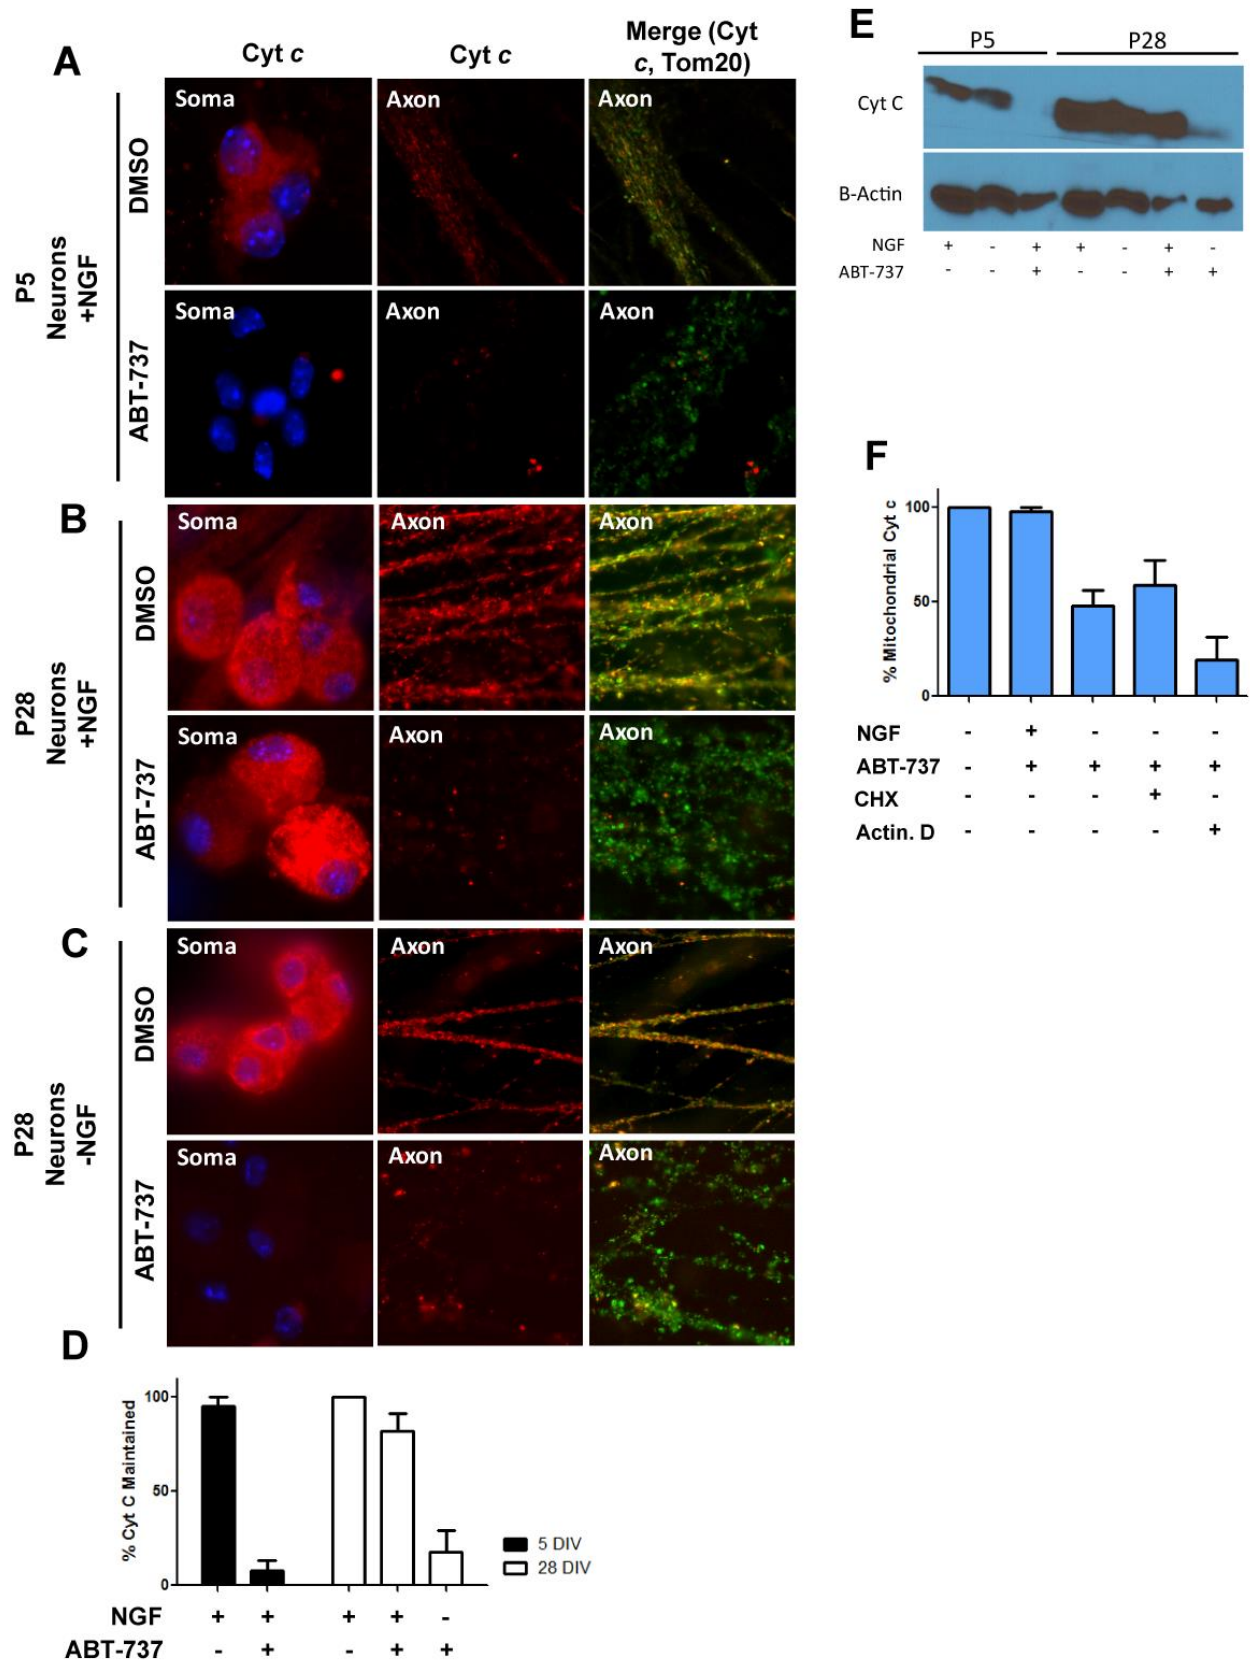 A
Cyt c
Cyt c
Merge (Cyt
c, Tom20)
P5
Neurons
+NGF
DMSO
Soma
Axon
Axon
ABT-737
Soma
Axon
Axon
B
P28
Neurons
+NGF
DMSO
Soma
Axon
Axon
ABT-737
Soma
Axon
Axon
C
P28
Neurons
-NGF
DMSO
Soma
Axon
Axon
ABT-737
Soma
Axon
Axon
D
% Cyt C Maintained
100
50
0
5 DIV
28 DIV
NGF + + + + -
ABT-737 - + - + +
E
P5 P28
Cyt C
B-Actin
NGF + - + + - + -
ABT-737 - - + - - + +
F
% Mitochondrial Cyt c
100
50
0
NGF - + - - -
ABT-737 - + + + +
CHX - - - + -
Actin. D - - - - +